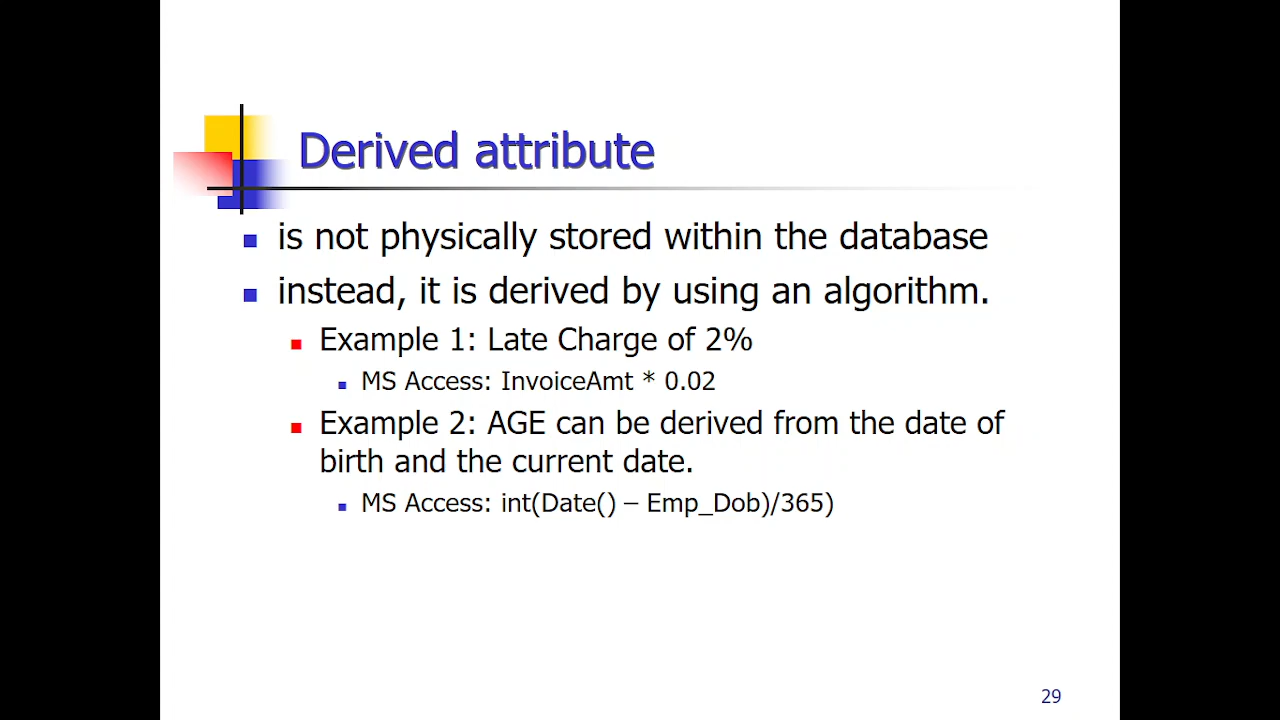 Derived attribute
is not physically stored within the database
instead, it is derived by using an algorithm.
Example 1: Late Charge of 2%
MS Access: InvoiceAmt * 0.02
Example 2: AGE can be derived from the date of
birth and the current date.
MS Access: int(Date() – Emp_Dob)/365)
29